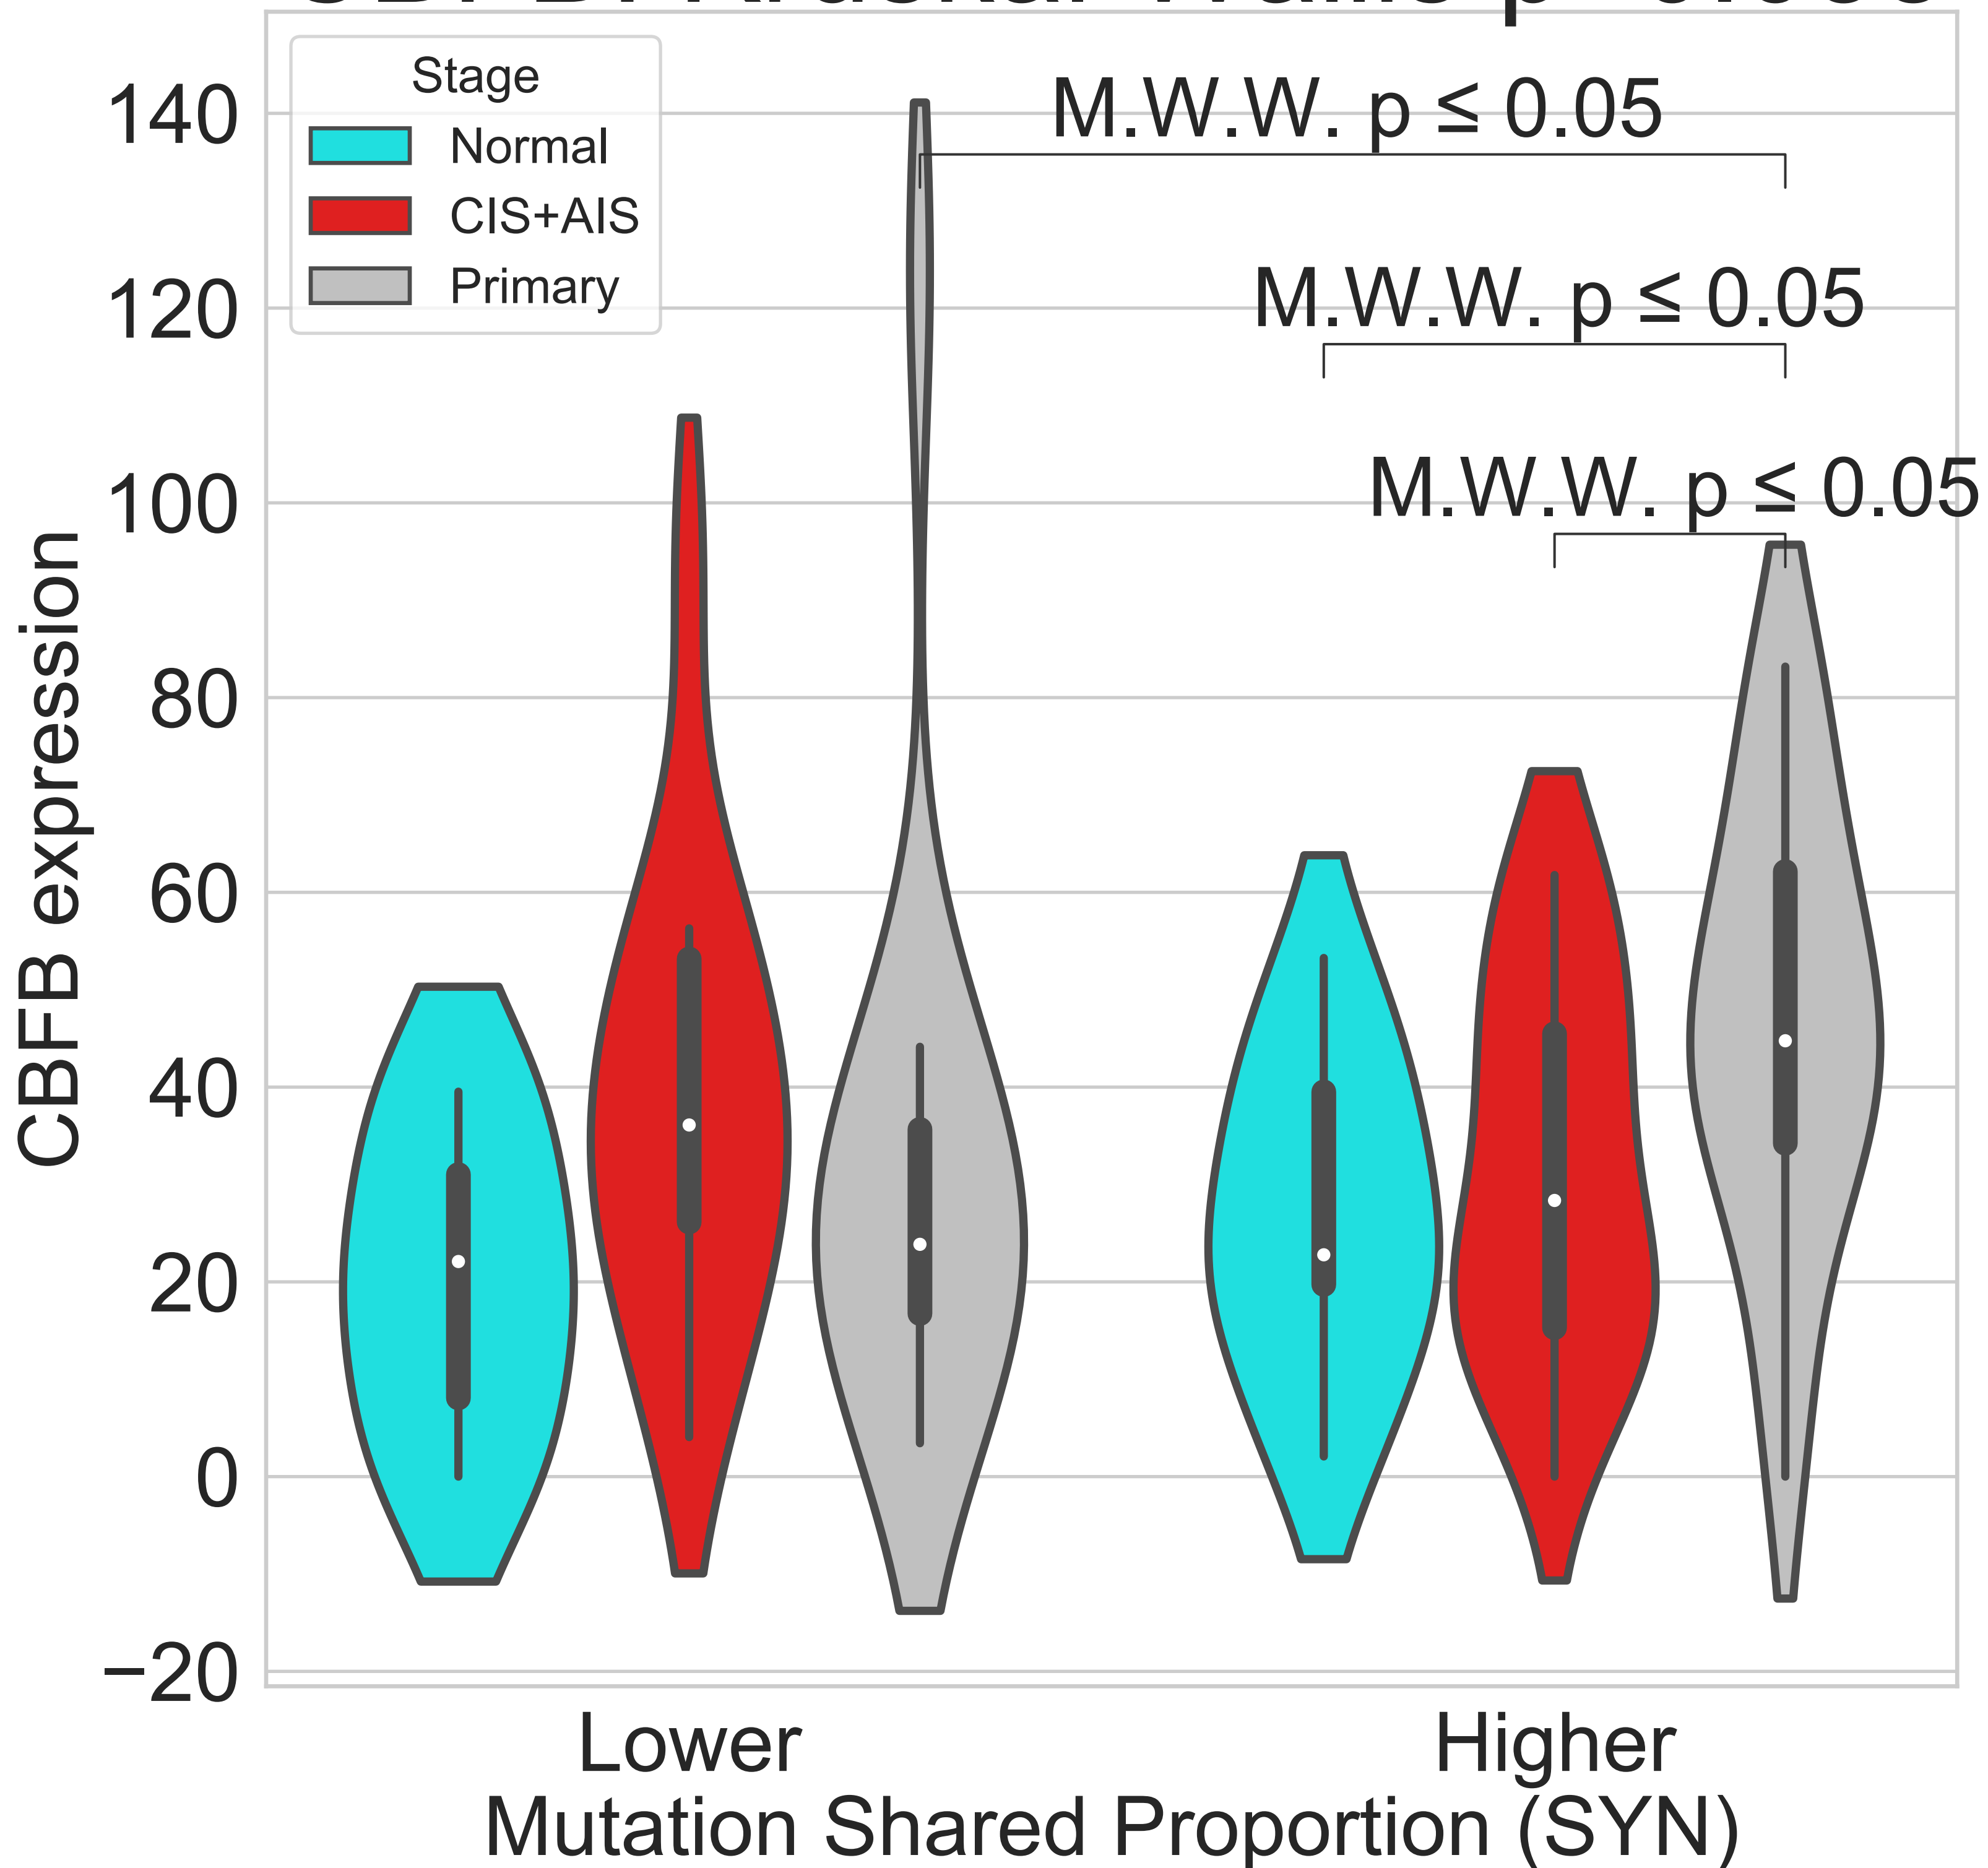 Stage
Normal
CIS+AIS
Primary
M.W.W. p ≤ 0.05
M.W.W. p ≤ 0.05
M.W.W. p ≤ 0.05
140
120
100
80
60
40
20
0
−20
CBFB expression
Lower
Higher
Mutation Shared Proportion (SYN)